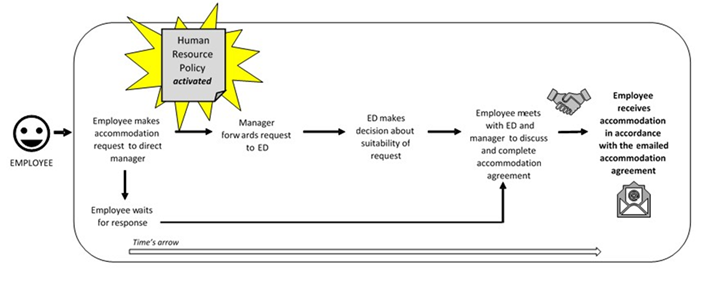 Human
Resource
Policy
activated
EMPLOYEE
Employee makes
accommodation
request to direct
manager
Manager
forwards request
to ED
ED makes
decision about
suitability of
request
Employee meets
with ED and
manager to discuss
and complete
accommodation
agreement
Employee
receives
accommodation
in accordance
with the emailed
accommodation
agreement
Employee waits
for response
Time's arrow